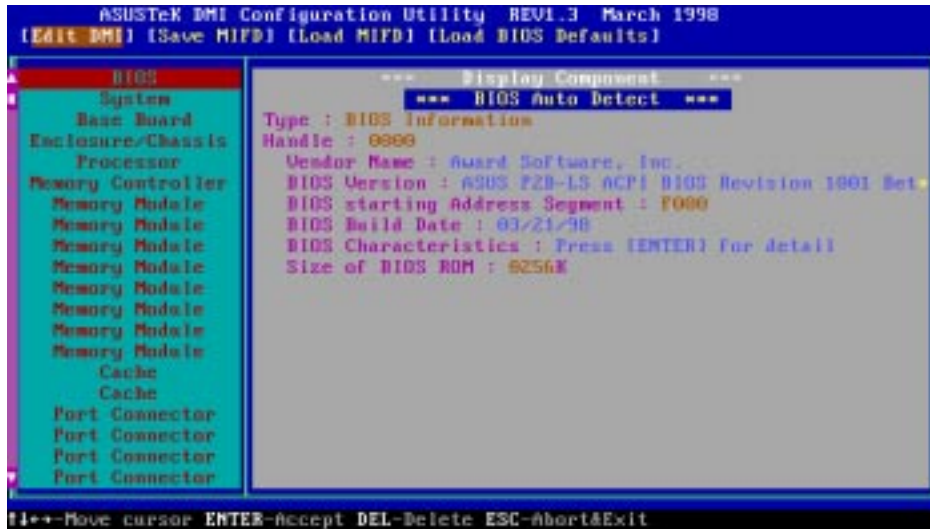 ASUSTeK DMI Configuration Utility REV1.3 March 1998
[Edit DMI] [Save MIFD] [Load MIFD] [Load BIOS Defaults]
BIOS
System
Base Board
Enclosure/Chassis
Processor
Memory Controller
Memory Module
Memory Module
Memory Module
Memory Module
Memory Module
Memory Module
Memory Module
Memory Module
Cache
Cache
Port Connector
Port Connector
Port Connector
Port Connector
*** Display Component ***
*** BIOS Auto Detect ***
Type : BIOS Information
Handle : 0000
Vendor Name : Award Software, Inc.
BIOS Version : ASUS P2B-LS ACPI BIOS Revision 1001 Bet
BIOS starting Address Segment : F000
BIOS Build Date : 03/21/98
BIOS Characteristics : Press [ENTER] for detail
Size of BIOS ROM : 0256K
↑↓←→-Move cursor ENTER-Accept DEL-Delete ESC-Abort&Exit